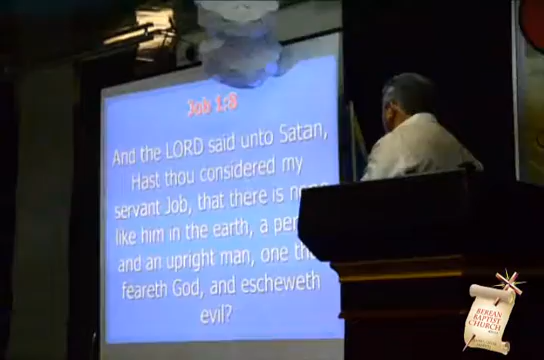 Job 1:8
And the LORD said unto Satan,
Hast thou considered my
servant Job, that there is
like him in the earth, a
and an upright man, one
feareth God, and escheweth
evil?
BEREAN
BAPTIST
CHURCH